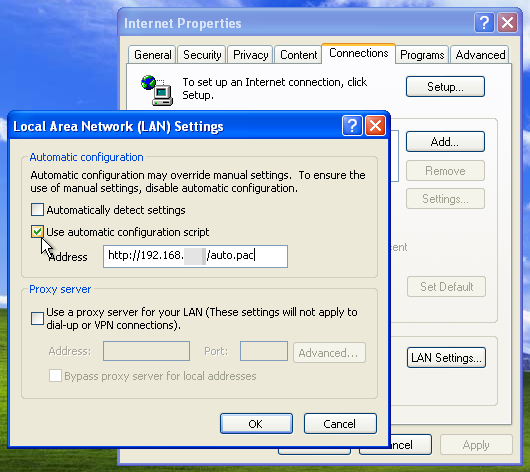 Internet Properties
General Security Privacy Content Connections Programs Advanced
To set up an Internet connection, click
Setup.
Setup...
Add...
Remove
Settings...
Set Default
LAN Settings...
Apply
Local Area Network (LAN) Settings
Automatic configuration
Automatic configuration may override manual settings. To ensure the
use of manual settings, disable automatic configuration.
Automatically detect settings
Use automatic configuration script
Address http://192.168. /auto.pac
Proxy server
Use a proxy server for your LAN (These settings will not apply to
dial-up or VPN connections).
Address: Port: Advanced...
Bypass proxy server for local addresses
OK Cancel